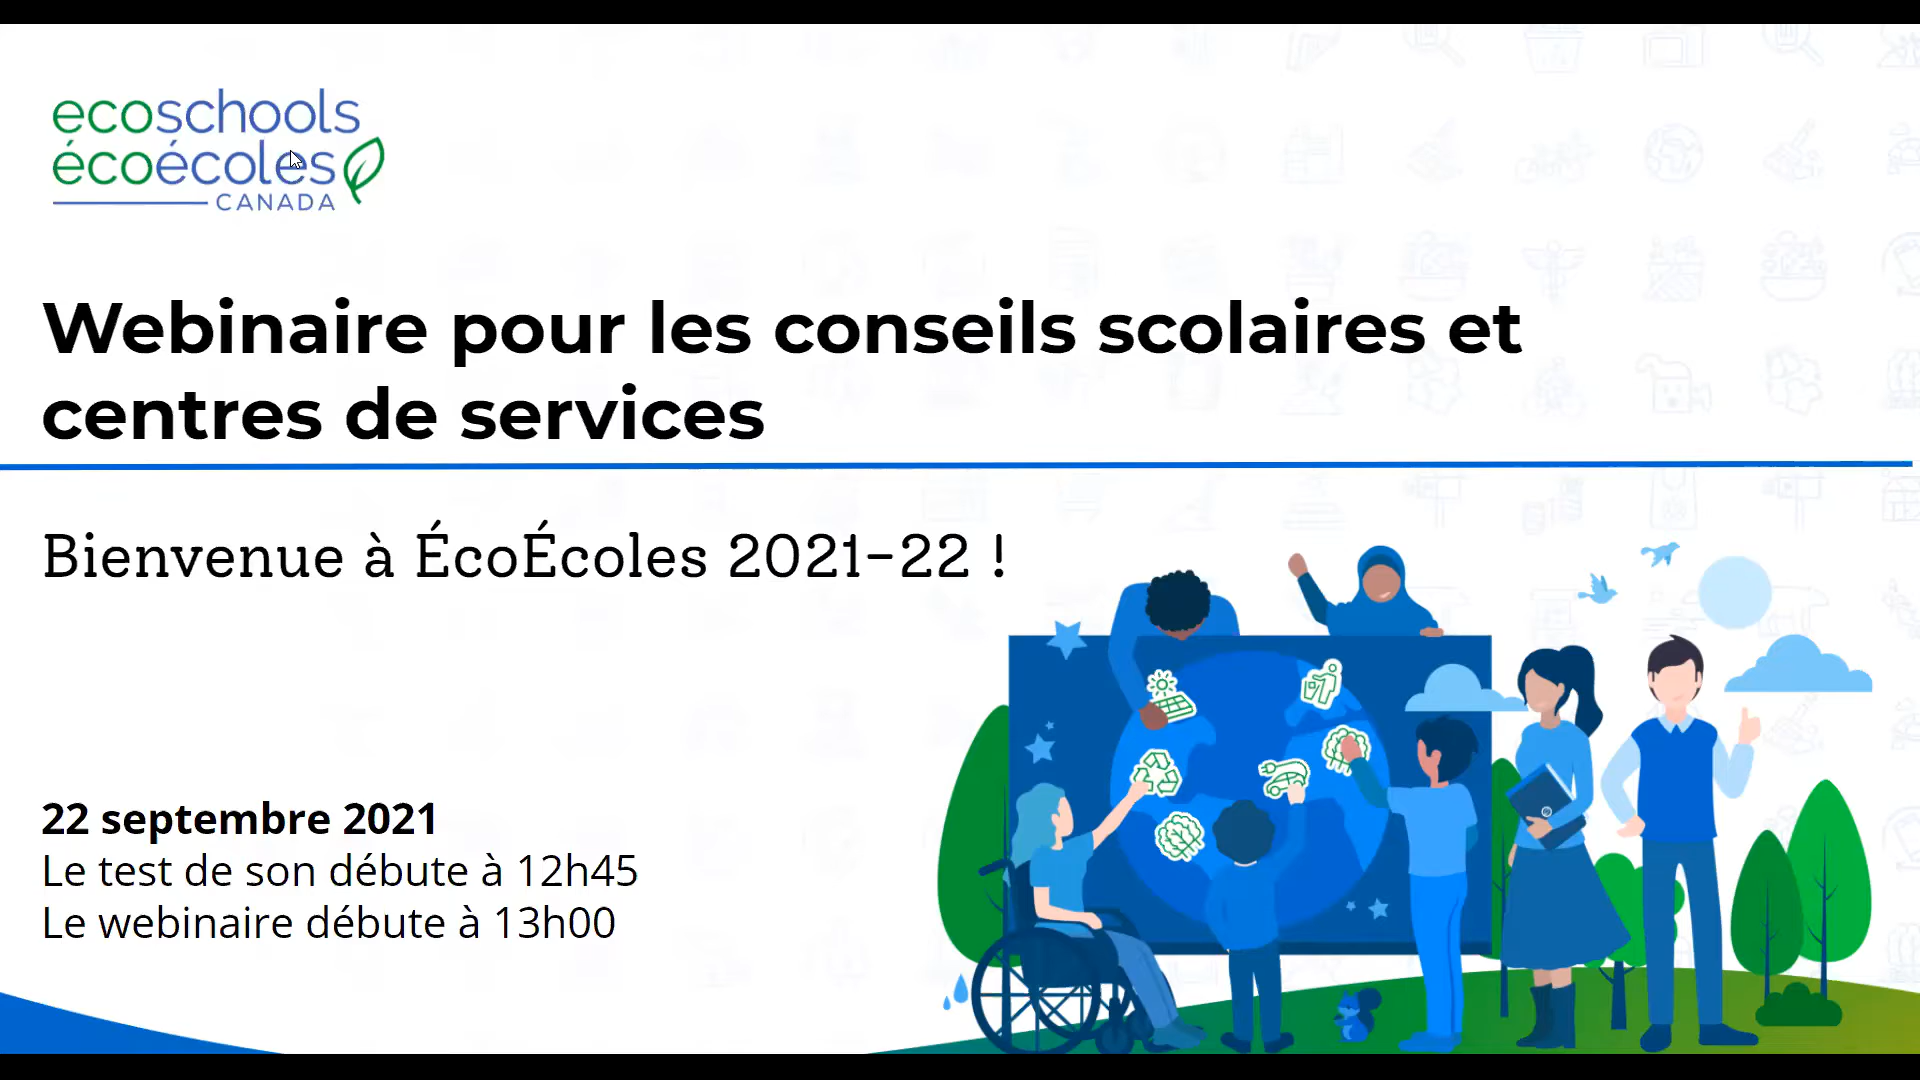 ecoschools
écoécoles
CANADA
Webinaire pour les conseils scolaires et
centres de services
Bienvenue à ÉcoÉcoles 2021-22 !
22 septembre 2021
Le test de son débute à 12h45
Le webinaire débute à 13h00